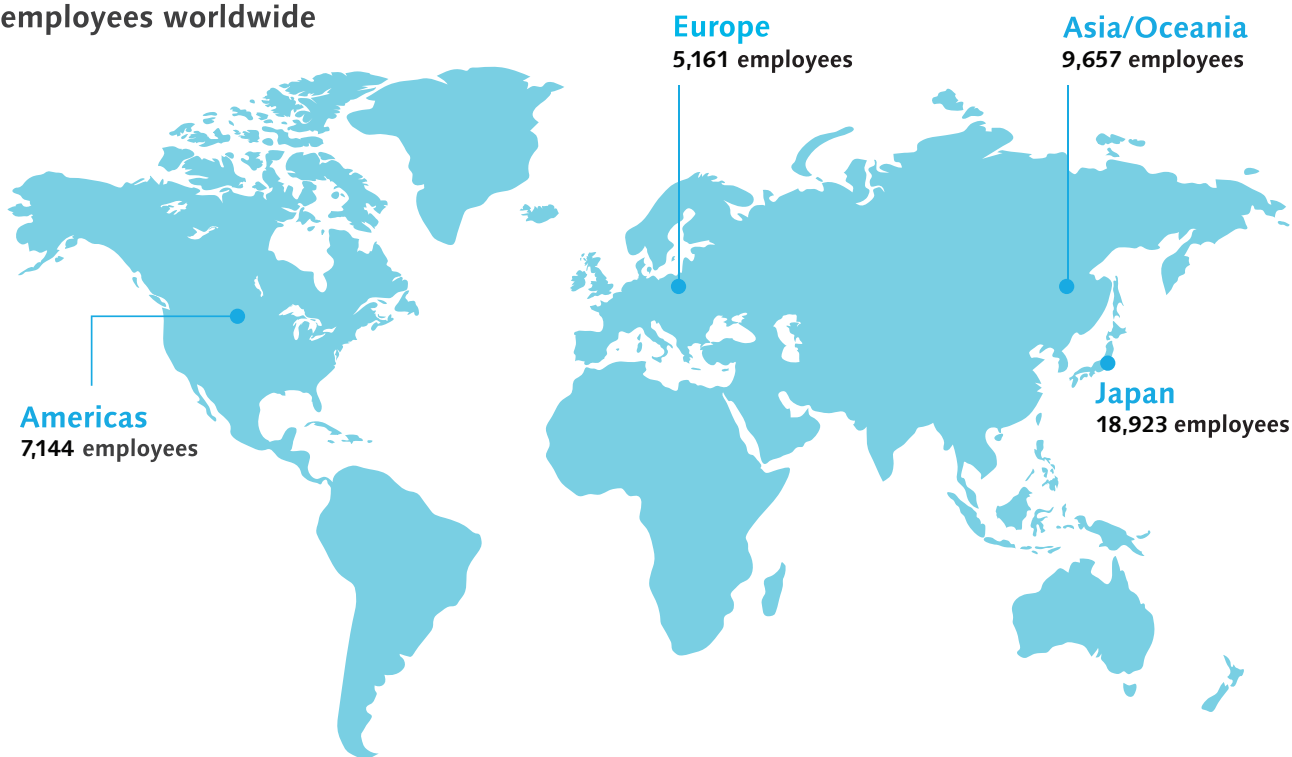 employees worldwide
Europe
5,161 employees
Asia/Oceania
9,657 employees
Americas
7,144 employees
Japan
18,923 employees